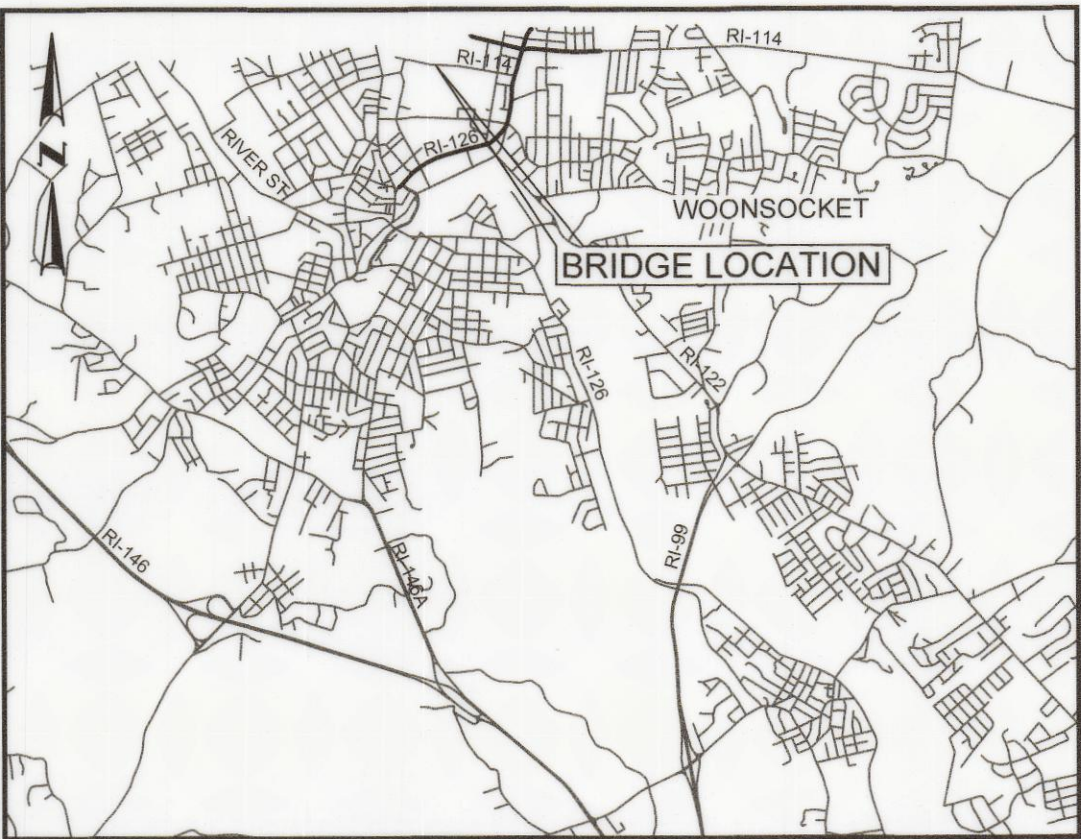 RI-114
RI-114
RIVER ST.
RI-126
WOONSOCKET
BRIDGE LOCATION
RI-126
RI-122
RI-99
RI-146
RI-146A
N